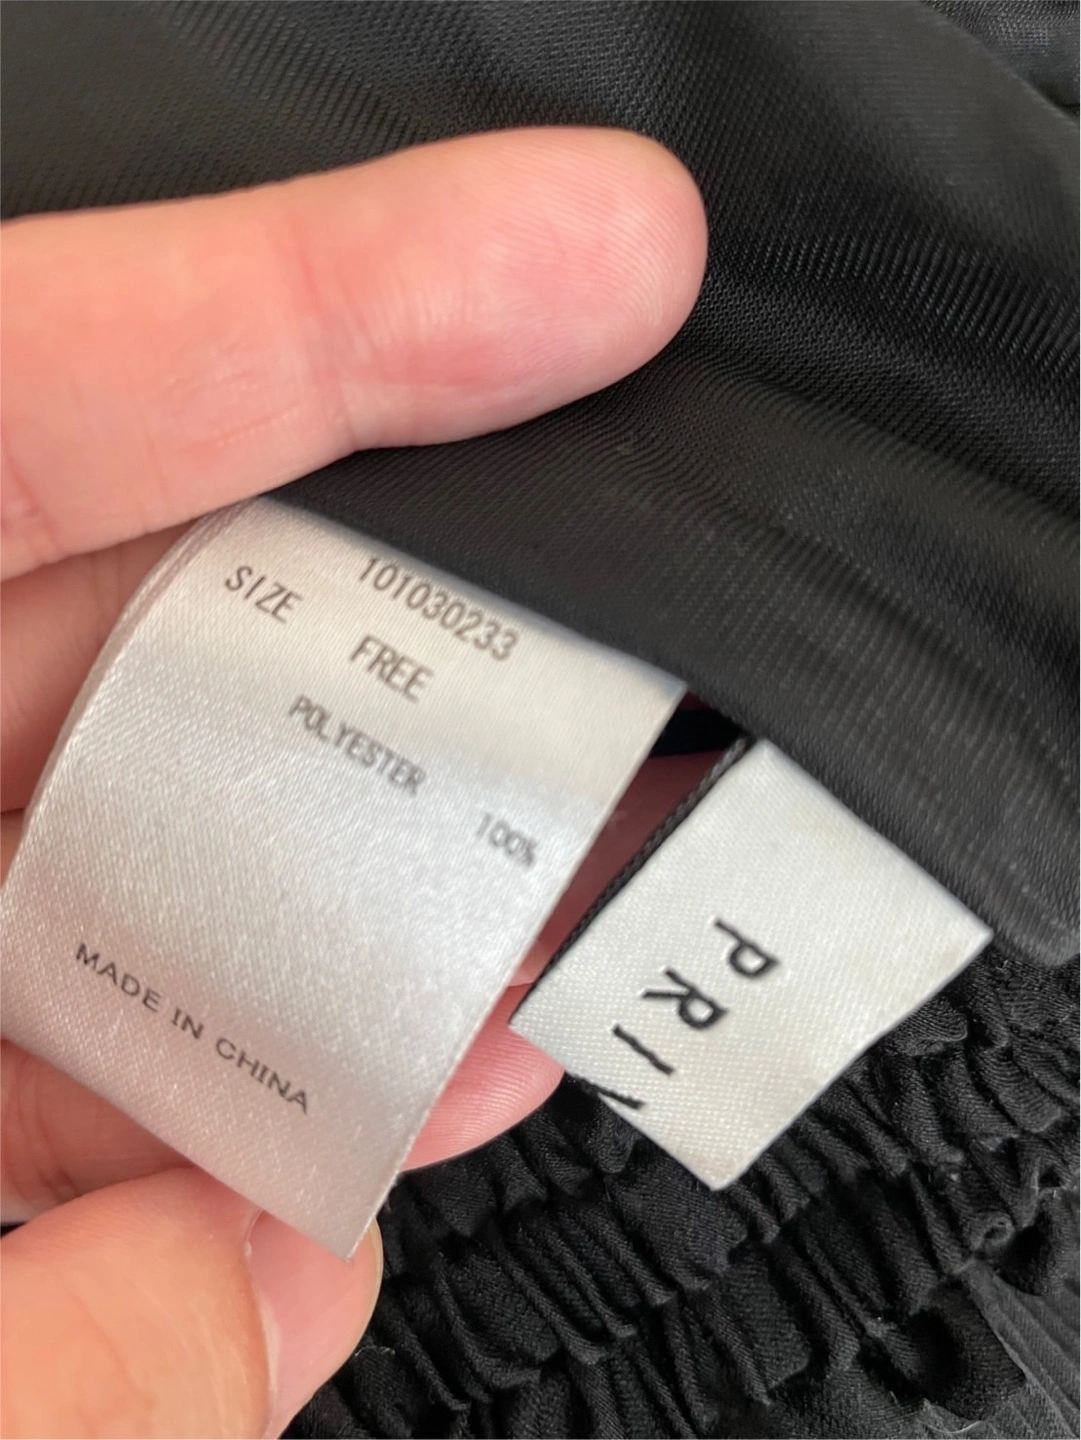 101030233
SIZE FREE
POLYESTER 100%
MADE IN CHINA
PRI